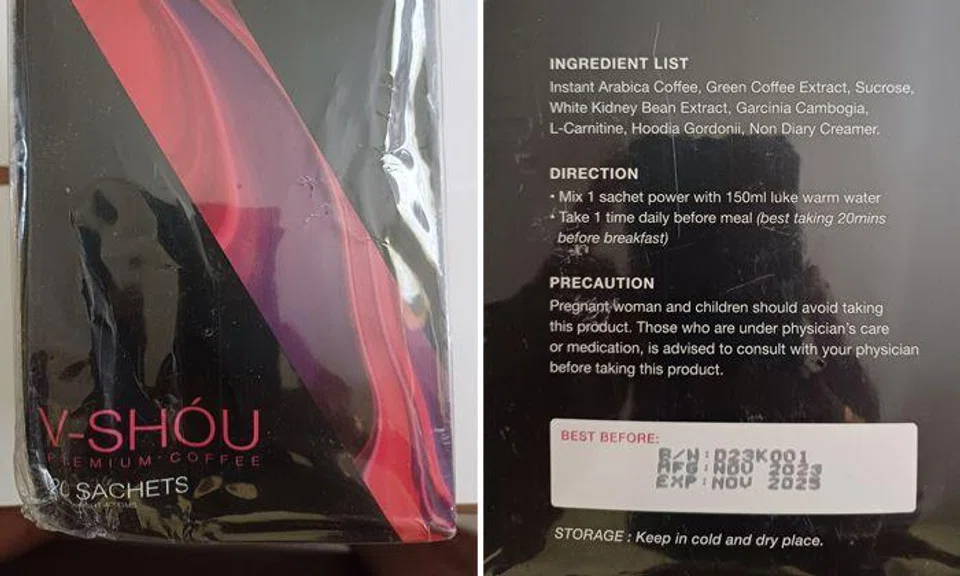 V-SHÓU
PREMIUM COFFEE
20 SACHETS
INGREDIENT LIST
Instant Arabica Coffee, Green Coffee Extract, Sucrose,
White Kidney Bean Extract, Garcinia Cambogia,
L-Carnitine, Hoodia Gordonii, Non Diary Creamer.
DIRECTION
• Mix 1 sachet power with 150ml luke warm water
• Take 1 time daily before meal (best taking 20mins
before breakfast)
PRECAUTION
Pregnant woman and children should avoid taking
this product. Those who are under physician's care
or medication, is advised to consult with your physician
before taking this product.
BEST BEFORE:
B/N:D23K001
MFG:NOV 2023
EXP:NOV 2025
STORAGE : Keep in cold and dry place.